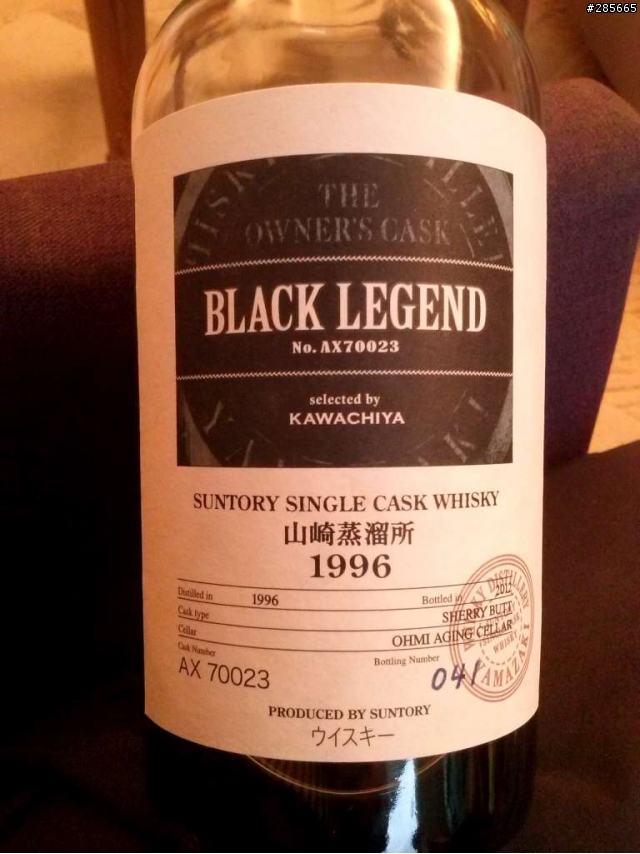 #285665
THE
OWNER'S CASK
BLACK LEGEND
No. AX70023
selected by
KAWACHIYA
SUNTORY SINGLE CASK WHISKY
山崎蒸溜所
1996
Distilled in 1996 Bottled in 2012
Cask type SHERRY BUTT
Cellar OHMI AGING CELLAR
Cask Number Bottling Number
AX 70023 041
PRODUCED BY SUNTORY
ウイスキー